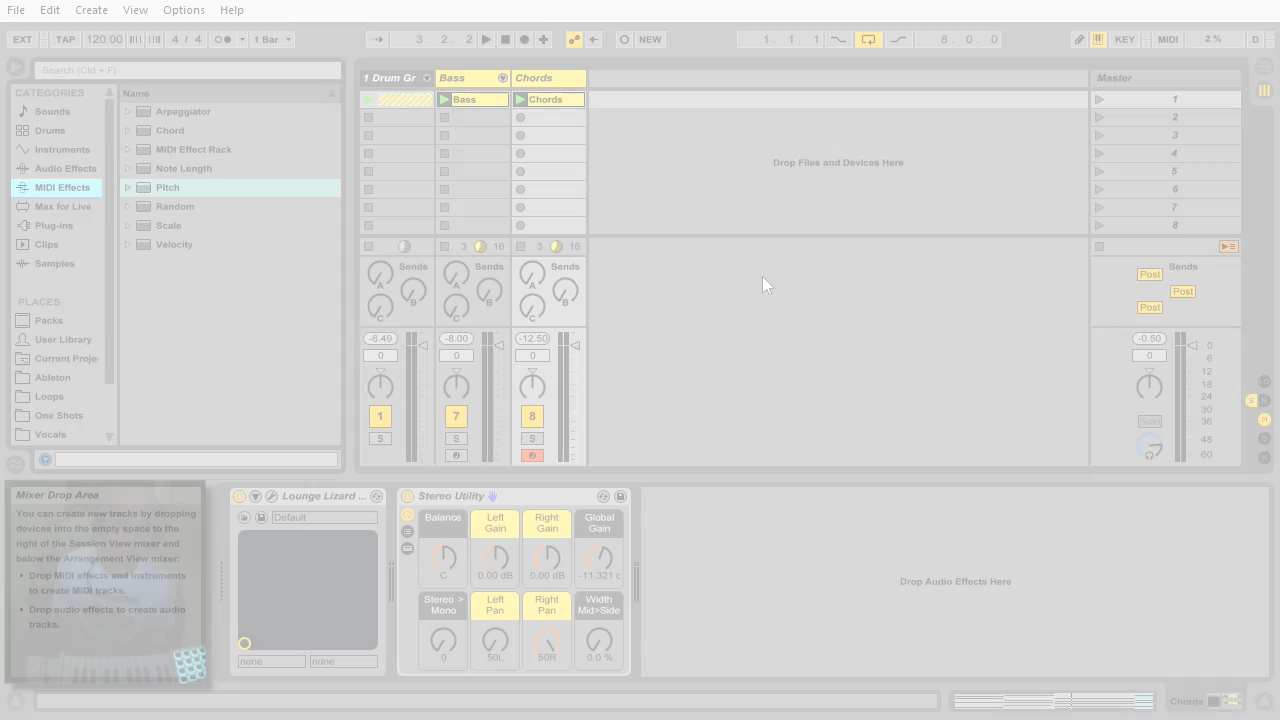 File Edit Create View Options Help
EXT TAP 120.00 4 / 4 1 Bar 3 2. 2 NEW 1. 1. 1 8. 0. 0 KEY MIDI 2 % D
Search (Ctrl + F)
CATEGORIES
Sounds
Drums
Instruments
Audio Effects
MIDI Effects
Max for Live
Plug-ins
Clips
Samples
PLACES
Packs
User Library
Current Proje
Ableton
Loops
One Shots
Vocals
Name
Arpeggiator
Chord
MIDI Effect Rack
Note Length
Pitch
Random
Scale
Velocity
1 Drum Gr Bass Chords Master
Bass Chords 1
2
3
4
5
6
7
8
Drop Files and Devices Here
3 16 3 16
Sends Sends Sends Sends
A B A B A B
C C C
Post
Post
Post
-6.49 -8.00 -12.50 -0.50
0 0 0 0
0
6
12
18
24
30
36
48
60
1 7 8 Solo
S S S
Mixer Drop Area
You can create new tracks by dropping
devices into the empty space to the
right of the Session View mixer and
below the Arrangement View mixer:
• Drop MIDI effects and instruments
to create MIDI tracks.
• Drop audio effects to create audio
tracks.
Lounge Lizard ...
Default
none none
Stereo Utility
Balance Left Gain Right Gain Global Gain
C 0.00 dB 0.00 dB -11.321 c
Stereo > Mono Left Pan Right Pan Width Mid>Side
0 50L 50R 0.0 %
Drop Audio Effects Here
Chords